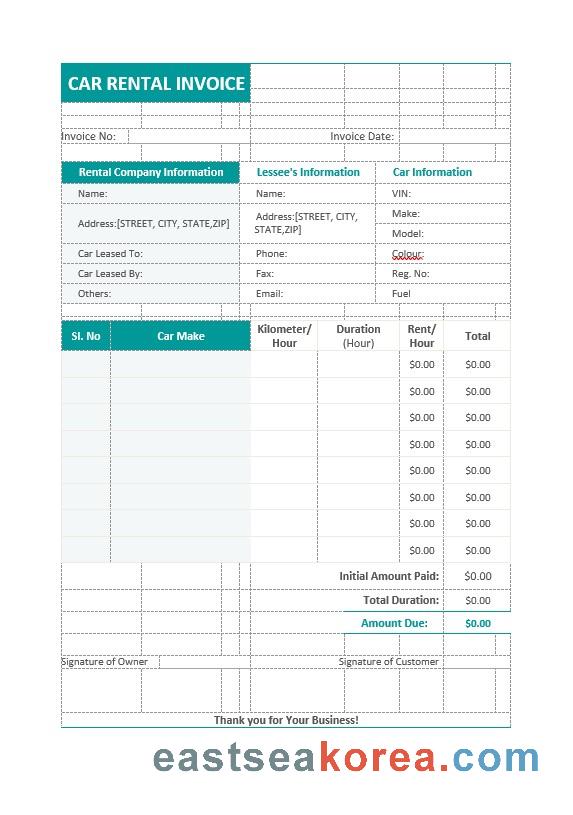 CAR RENTAL INVOICE
Invoice No: Invoice Date:
Rental Company Information Lessee's Information Car Information
Name: Name: VIN:
Address:[STREET, CITY, STATE,ZIP] Address:[STREET, CITY, STATE,ZIP] Make:
Model:
Car Leased To: Phone: Colour:
Car Leased By: Fax: Reg. No:
Others: Email: Fuel
Sl. No Car Make Kilometer/ Hour Duration (Hour) Rent/ Hour Total
$0.00 $0.00
$0.00 $0.00
$0.00 $0.00
$0.00 $0.00
$0.00 $0.00
$0.00 $0.00
$0.00 $0.00
$0.00 $0.00
Initial Amount Paid: $0.00
Total Duration: $0.00
Amount Due: $0.00
Signature of Owner Signature of Customer
Thank you for Your Business!
eastseakorea.com